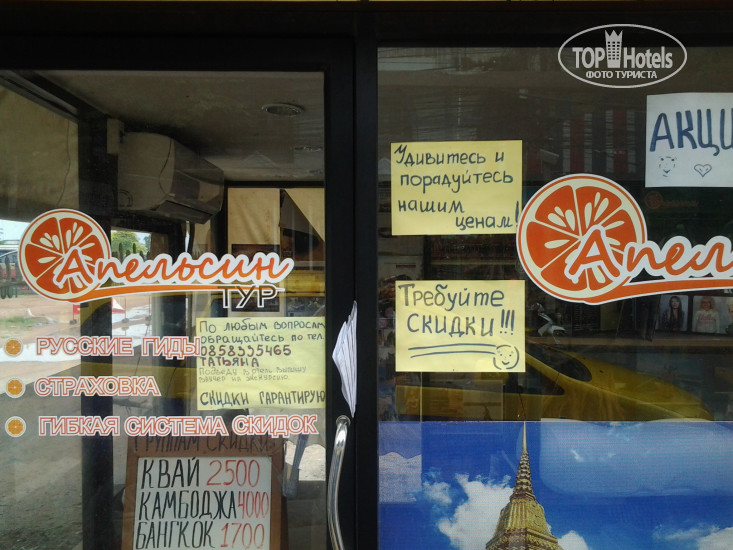 TOP Hotels
ФОТО ТУРИСТА
АКЦИ
Удивитесь и
порадуйтесь
нашим
ценам!
Апельсин
ТУР
Апел
Требуйте
скидки!!!
По любым вопросам
обращайтесь по тел.
0858335465
Татьяна
скидки гарантирую
РУССКИЕ ГИДЫ
СТРАХОВКА
ГИБКАЯ СИСТЕМА СКИДОК
КВАЙ 2500
КАМБОДЖА 4000
БАНГКОК 1700